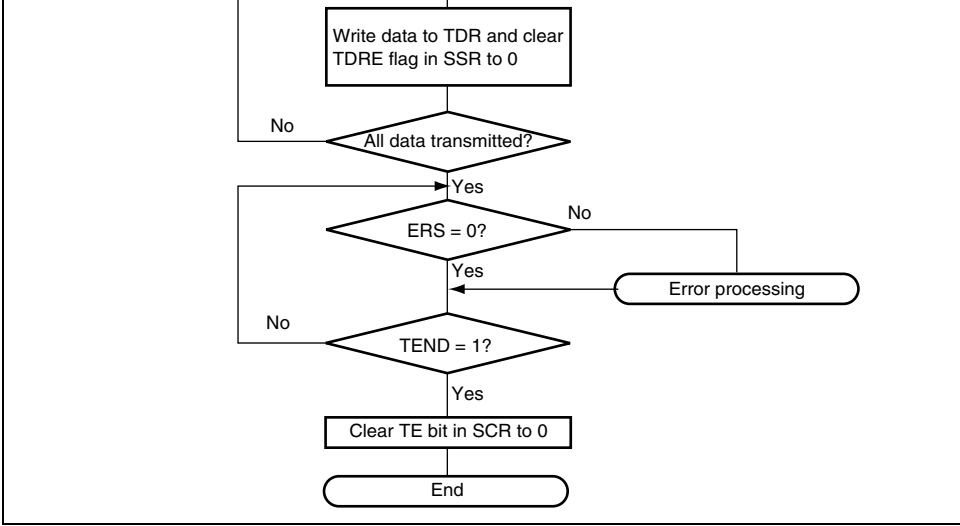 Write data to TDR and clear
TDRE flag in SSR to 0
No
All data transmitted?
Yes
No
ERS = 0?
Yes
Error processing
No
TEND = 1?
Yes
Clear TE bit in SCR to 0
End